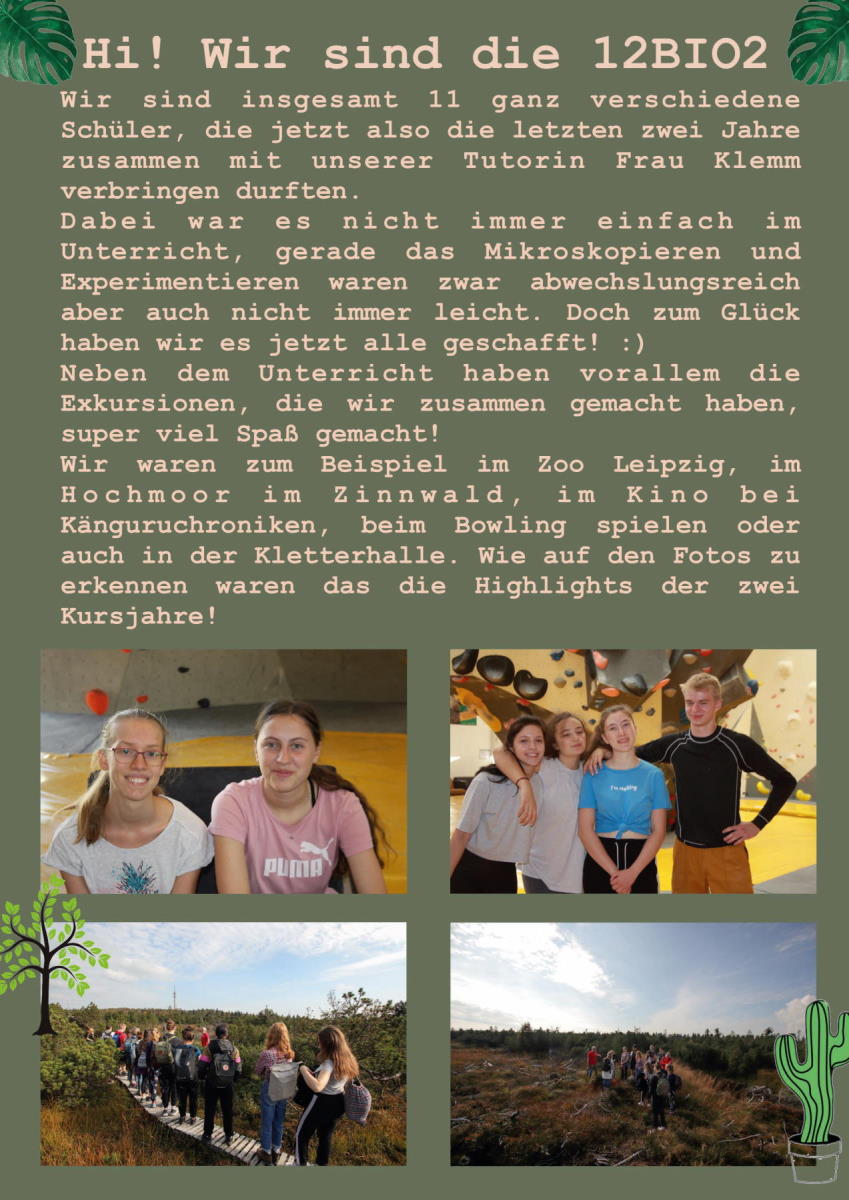 Hi! Wir sind die 12BIO2
Wir sind insgesamt 11 ganz verschiedene
Schüler, die jetzt also die letzten zwei Jahre
zusammen mit unserer Tutorin Frau Klemm
verbringen durften.
Dabei war es nicht immer einfach im
Unterricht, gerade das Mikroskopieren und
Experimentieren waren zwar abwechslungsreich
aber auch nicht immer leicht. Doch zum Glück
haben wir es jetzt alle geschafft! :)
Neben dem Unterricht haben vorallem die
Exkursionen, die wir zusammen gemacht haben,
super viel Spaß gemacht!
Wir waren zum Beispiel im Zoo Leipzig, im
Hochmoor im Zinnwald, im Kino bei
Känguruchroniken, beim Bowling spielen oder
auch in der Kletterhalle. Wie auf den Fotos zu
erkennen waren das die Highlights der zwei
Kursjahre!
PUMA